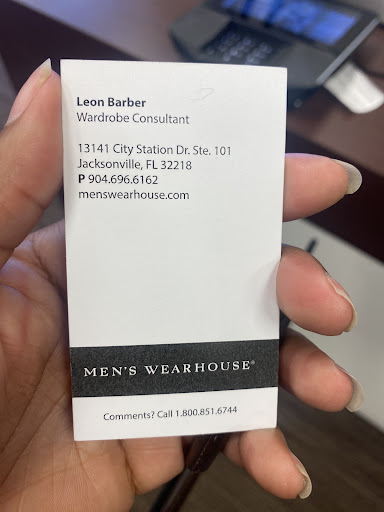 Leon Barber
Wardrobe Consultant
13141 City Station Dr. Ste. 101
Jacksonville, FL 32218
P 904.696.6162
menswearhouse.com
MEN'S WEARHOUSE®
Comments? Call 1.800.851.6744